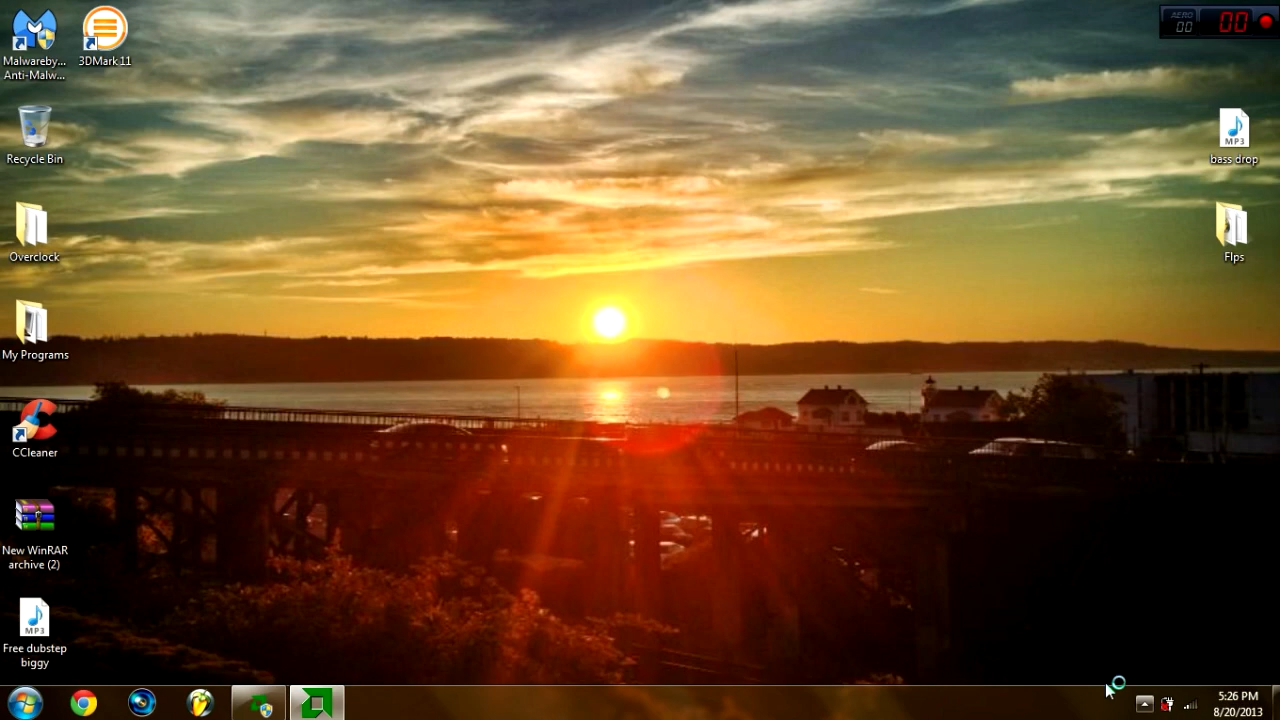 Malwareby...
Anti-Malw...
3DMark 11
Recycle Bin
Overclock
My Programs
CCleaner
New WinRAR
archive (2)
MP3
Free dubstep
biggy
AERO
00
00
MP3
bass drop
Flps
5:26 PM
8/20/2013